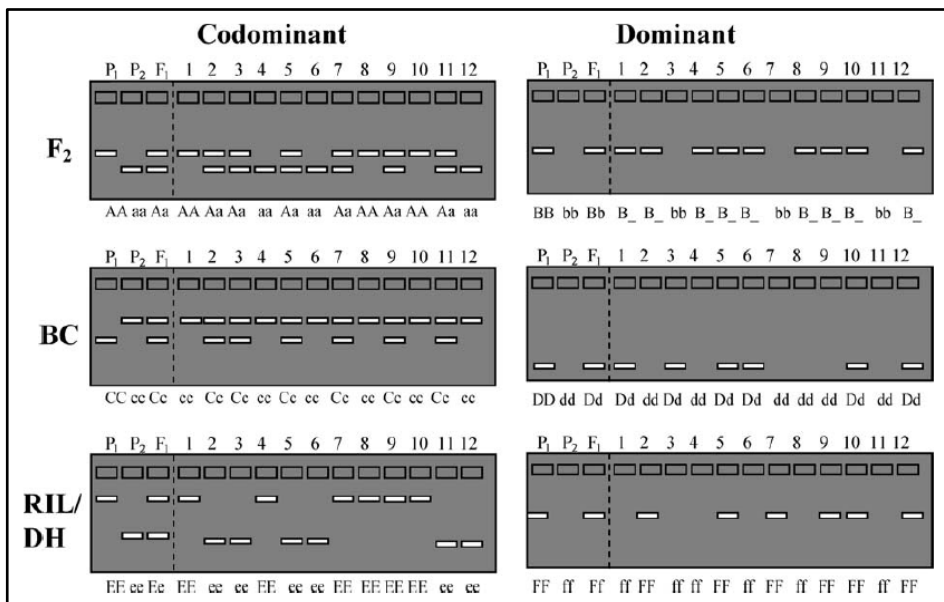 Codominant
Dominant
P₁ P₂ F₁ 1 2 3 4 5 6 7 8 9 10 11 12
P₁ P₂ F₁ 1 2 3 4 5 6 7 8 9 10 11 12
F₂
AA aa Aa AA Aa Aa aa Aa aa Aa AA Aa AA Aa aa
BB bb Bb B_ B_ bb B_ B_ B_ bb B_ B_ B_ bb B_
P₁ P₂ F₁ 1 2 3 4 5 6 7 8 9 10 11 12
P₁ P₂ F₁ 1 2 3 4 5 6 7 8 9 10 11 12
BC
CC cc Cc cc Cc Cc cc Cc cc Cc cc Cc cc Cc cc
DD dd Dd Dd dd Dd dd Dd Dd dd dd dd Dd dd Dd
P₁ P₂ F₁ 1 2 3 4 5 6 7 8 9 10 11 12
P₁ P₂ F₁ 1 2 3 4 5 6 7 8 9 10 11 12
RIL/
DH
EE ee Ee EE ee ee EE ee ee EE EE EE EE ee ee
FF ff Ff ff FF ff ff FF ff FF ff FF FF ff FF